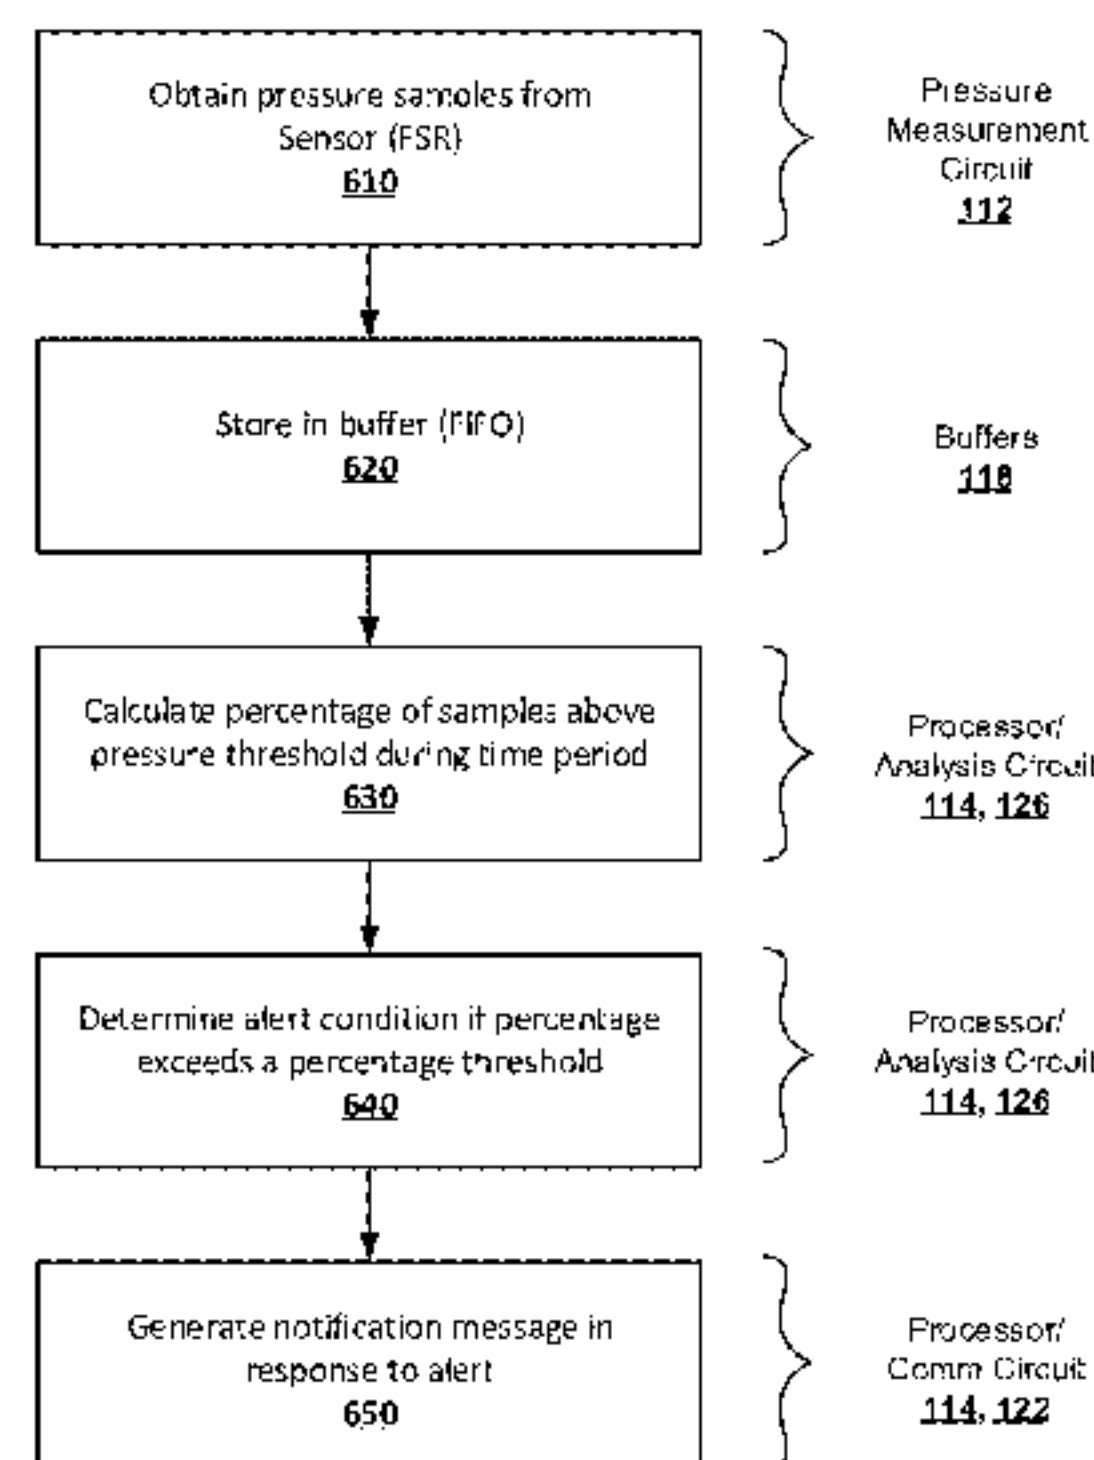 Obtain pressure samples from
Sensor (FSR)
610
Pressure
Measurement
Circuit
112
Store in buffer (FIFO)
620
Buffers
118
Calculate percentage of samples above
pressure threshold during time period
630
Processor/
Analysis Circuit
114, 126
Determine alert condition if percentage
exceeds a percentage threshold
640
Processor/
Analysis Circuit
114, 126
Generate notification message in
response to alert
650
Processor/
Comm Circuit
114, 122